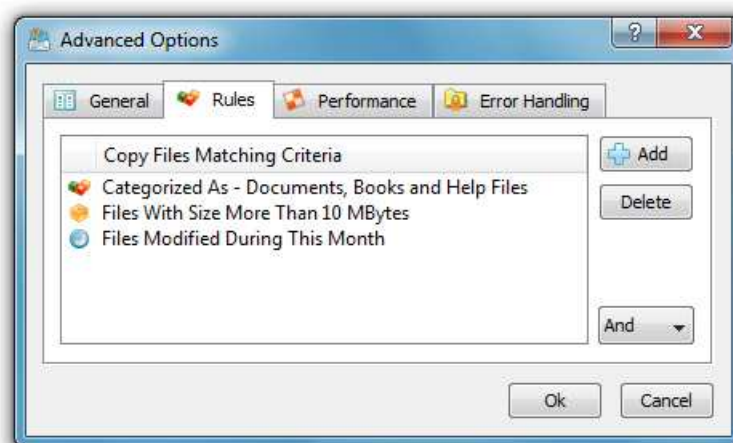 Advanced Options
?
General Rules Performance Error Handling
Copy Files Matching Criteria
Add
Categorized As - Documents, Books and Help Files
Files With Size More Than 10 MBytes
Files Modified During This Month
Delete
And
Ok Cancel